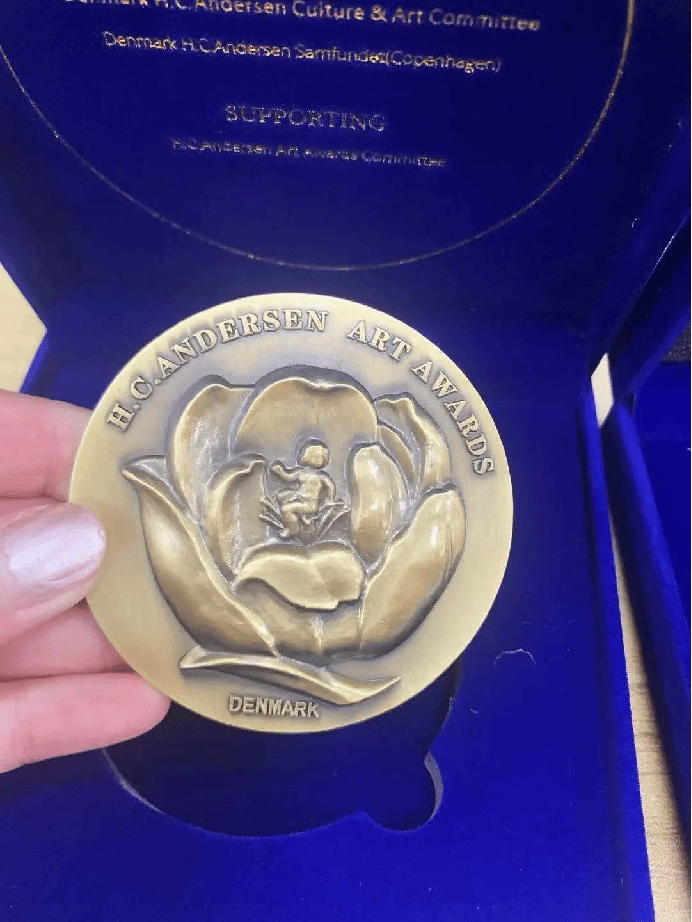 Denmark H.C.Andersen Culture & Art Committee
Denmark H.C.Andersen Samfundet(Copenhagen)
SUPPORTING
H.C.Andersen Art Awards Committee
H.C.ANDERSEN ART AWARDS
DENMARK